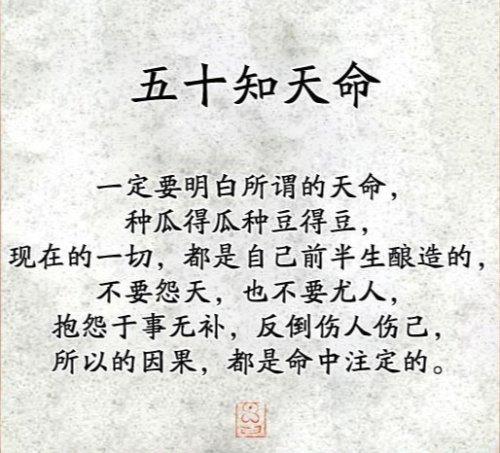 五十知天命
一定要明白所谓的天命，
种瓜得瓜种豆得豆，
现在的一切，都是自己前半生酿造的，
不要怨天，也不要尤人，
抱怨于事无补，反倒伤人伤己，
所以的因果，都是命中注定的。